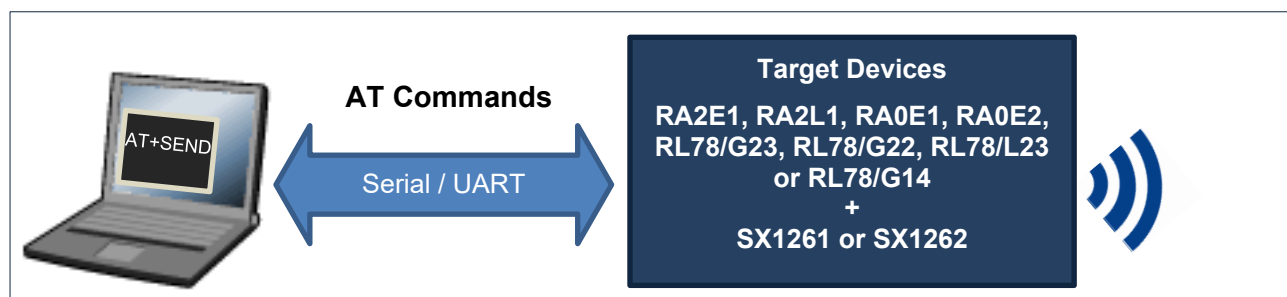 AT+SEND
AT Commands
Serial / UART
Target Devices
RA2E1, RA2L1, RA0E1, RA0E2,
RL78/G23, RL78/G22, RL78/L23
or RL78/G14
+
SX1261 or SX1262